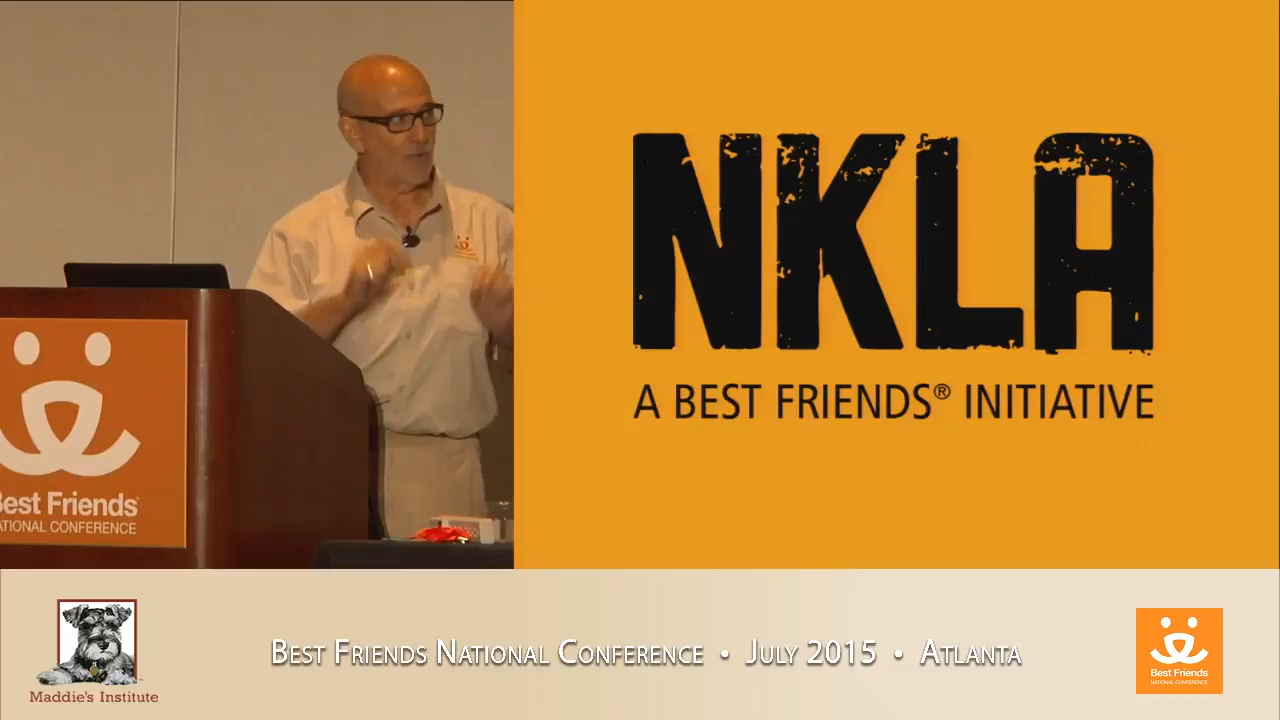 NKLA
A BEST FRIENDS® INITIATIVE
Best Friends
NATIONAL CONFERENCE
Maddie's Institute
BEST FRIENDS NATIONAL CONFERENCE • JULY 2015 • ATLANTA
Best Friends
NATIONAL CONFERENCE